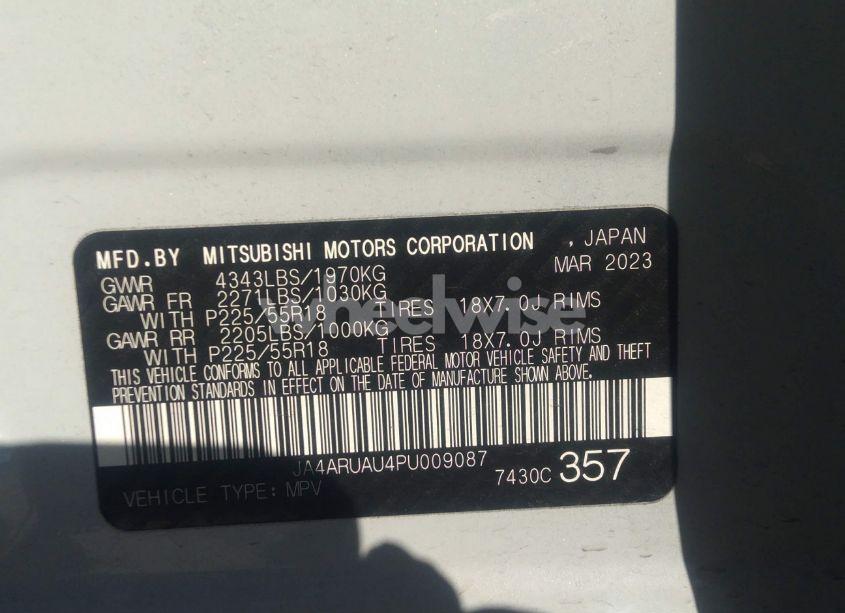 MFD.BY MITSUBISHI MOTORS CORPORATION , JAPAN
GVWR 4343LBS/1970KG MAR 2023
GAWR FR 2271LBS/1030KG
WITH P225/55R18 TIRES 18X7.0J RIMS
GAWR RR 2205LBS/1000KG
WITH P225/55R18 TIRES 18X7.0J RIMS
THIS VEHICLE CONFORMS TO ALL APPLICABLE FEDERAL MOTOR VEHICLE SAFETY AND THEFT
PREVENTION STANDARDS IN EFFECT ON THE DATE OF MANUFACTURE SHOWN ABOVE.
JA4ARUAU4PU009087
VEHICLE TYPE: MPV 7430C 357
wheelwise